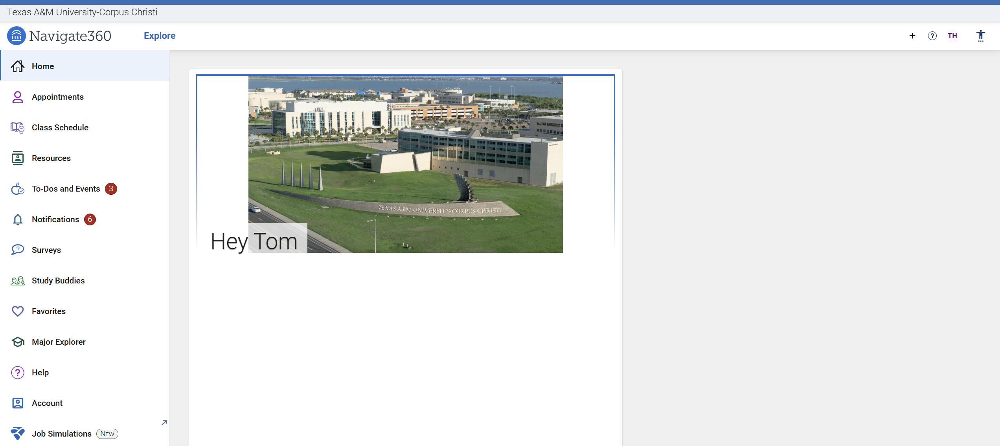 Texas A&M University-Corpus Christi
Navigate360
Explore
+
?
TH
Home
Appointments
Class Schedule
Resources
To-Dos and Events 3
Notifications 6
Surveys
Study Buddies
Favorites
Major Explorer
Help
Account
Job Simulations NEW
TEXAS A&M UNIVERSITY-CORPUS CHRISTI
Hey Tom